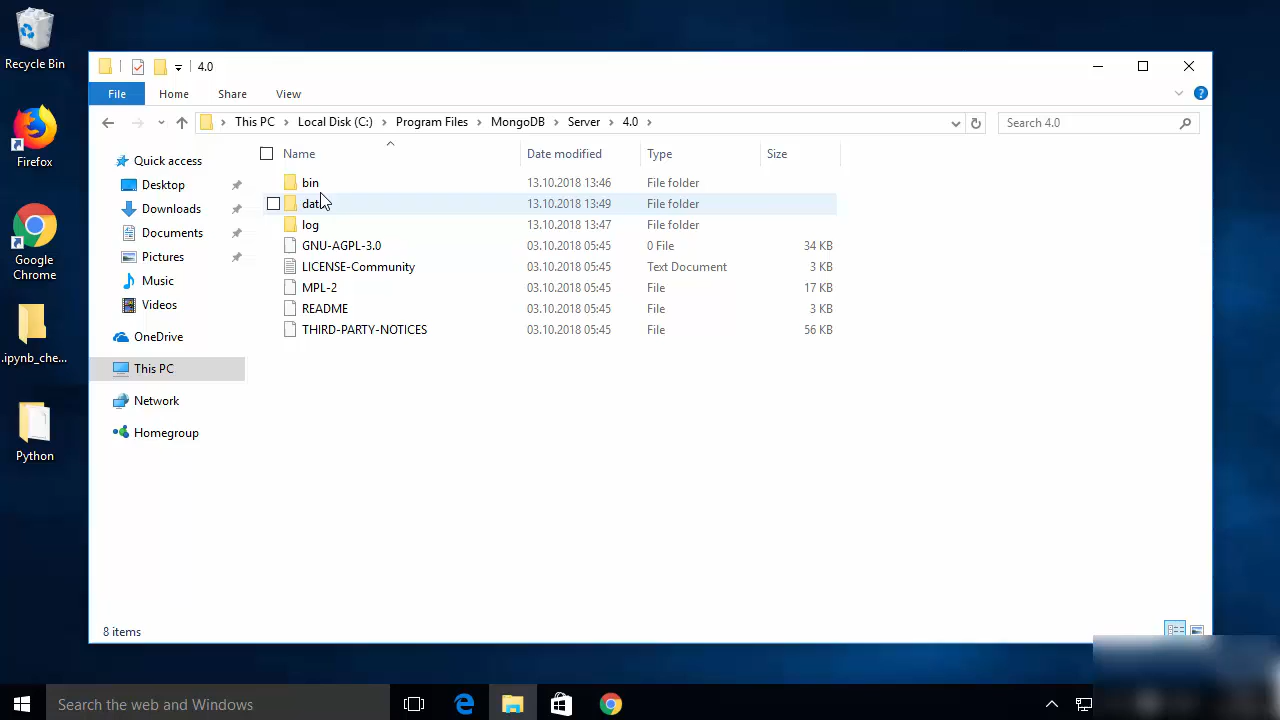 Recycle Bin
Firefox
Google
Chrome
.ipynb_che...
Python
4.0
File Home Share View
This PC Local Disk (C:) Program Files MongoDB Server 4.0
Search 4.0
Quick access
Desktop
Downloads
Documents
Pictures
Music
Videos
OneDrive
This PC
Network
Homegroup
Name Date modified Type Size
bin 13.10.2018 13:46 File folder
13.10.2018 13:49 File folder
log 13.10.2018 13:47 File folder
GNU-AGPL-3.0 03.10.2018 05:45 0 File 34 KB
LICENSE-Community 03.10.2018 05:45 Text Document 3 KB
MPL-2 03.10.2018 05:45 File 17 KB
README 03.10.2018 05:45 File 3 KB
THIRD-PARTY-NOTICES 03.10.2018 05:45 File 56 KB
8 items
Search the web and Windows